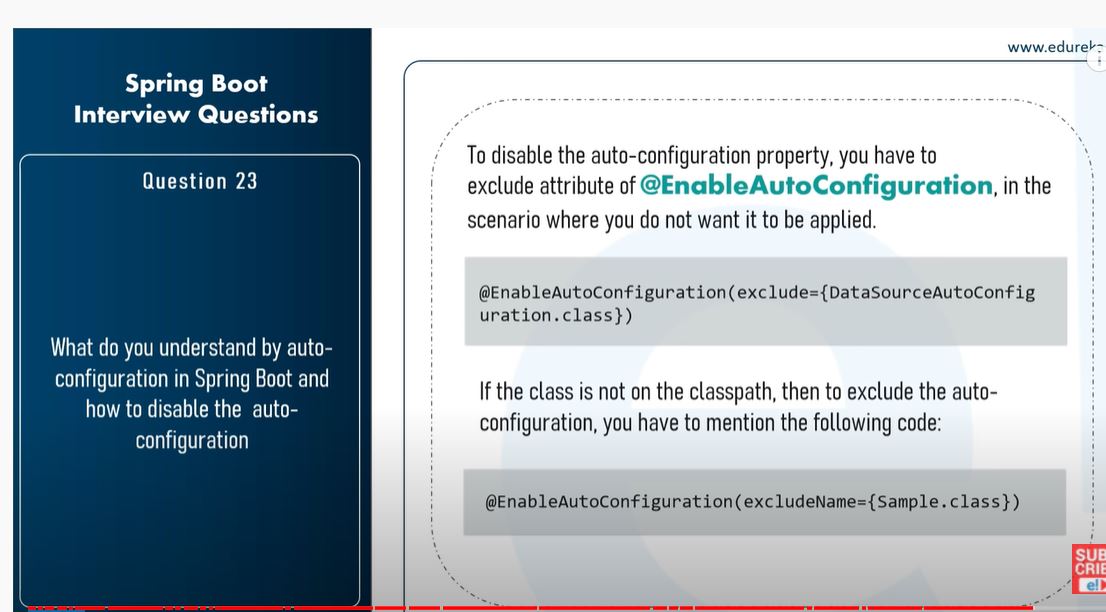 www.edurek
Spring Boot
Interview Questions
Question 23
What do you understand by auto-
configuration in Spring Boot and
how to disable the auto-
configuration
To disable the auto-configuration property, you have to
exclude attribute of @EnableAutoConfiguration, in the
scenario where you do not want it to be applied.
@EnableAutoConfiguration(exclude={DataSourceAutoConfig
uration.class})
If the class is not on the classpath, then to exclude the auto-
configuration, you have to mention the following code:
@EnableAutoConfiguration(excludeName={Sample.class})
SUB
CRIE
e!